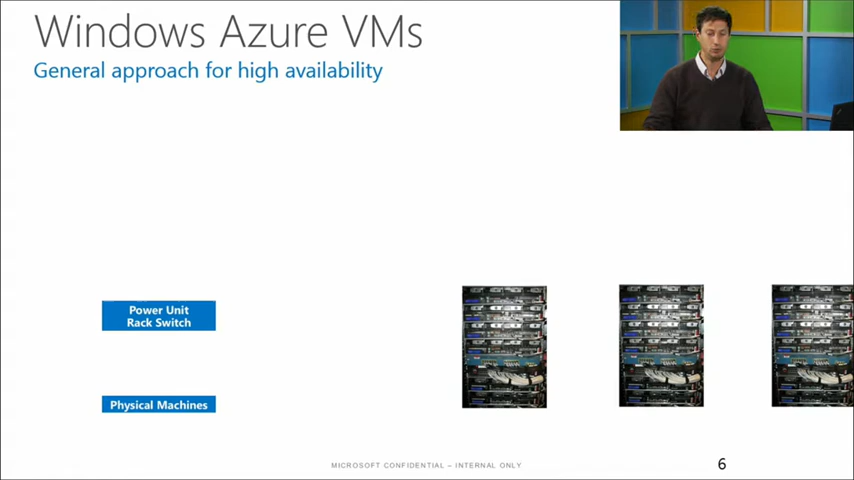 Windows Azure VMs
General approach for high availability
Power Unit
Rack Switch
Physical Machines
MICROSOFT CONFIDENTIAL – INTERNAL ONLY
6